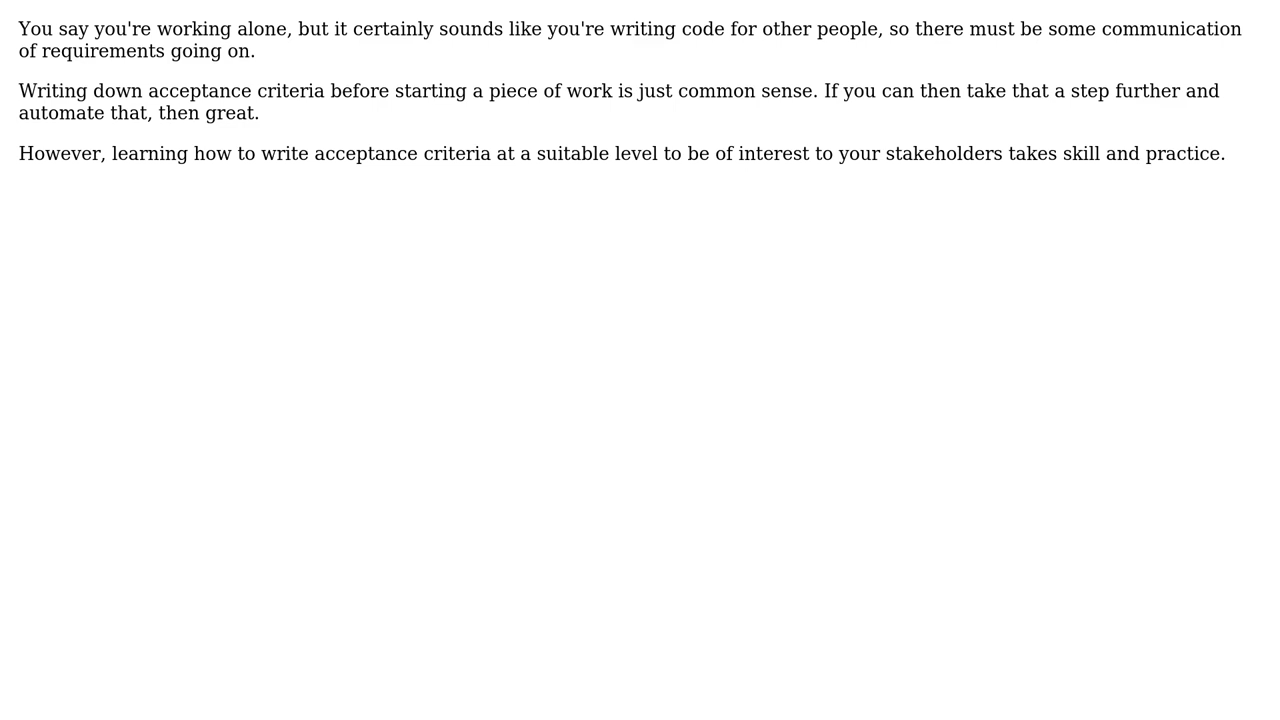 You say you're working alone, but it certainly sounds like you're writing code for other people, so there must be some communication
of requirements going on.
Writing down acceptance criteria before starting a piece of work is just common sense. If you can then take that a step further and
automate that, then great.
However, learning how to write acceptance criteria at a suitable level to be of interest to your stakeholders takes skill and practice.